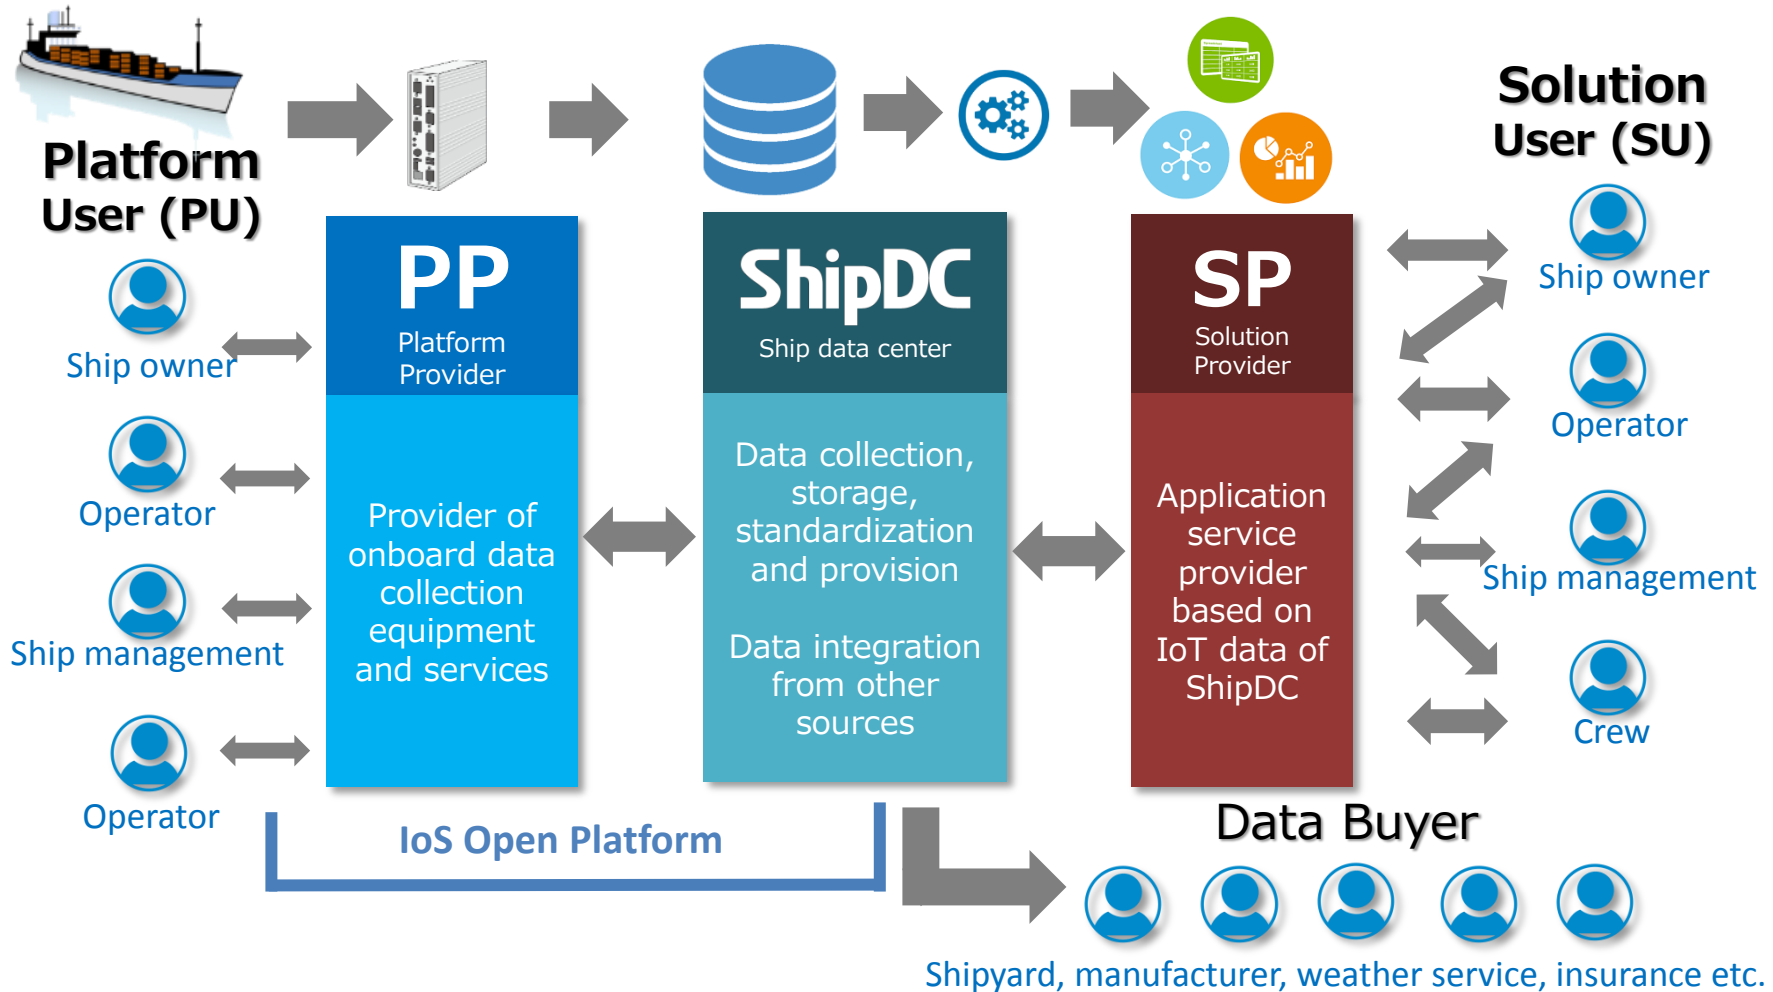 Platform
User (PU)
Ship owner
Operator
Ship management
Operator
PP
Platform
Provider
Provider of
onboard data
collection
equipment
and services
ShipDC
Ship data center
Data collection,
storage,
standardization
and provision
Data integration
from other
sources
SP
Solution
Provider
Application
service
provider
based on
IoT data of
ShipDC
Solution
User (SU)
Ship owner
Operator
Ship management
Crew
IoS Open Platform
Data Buyer
Shipyard, manufacturer, weather service, insurance etc.